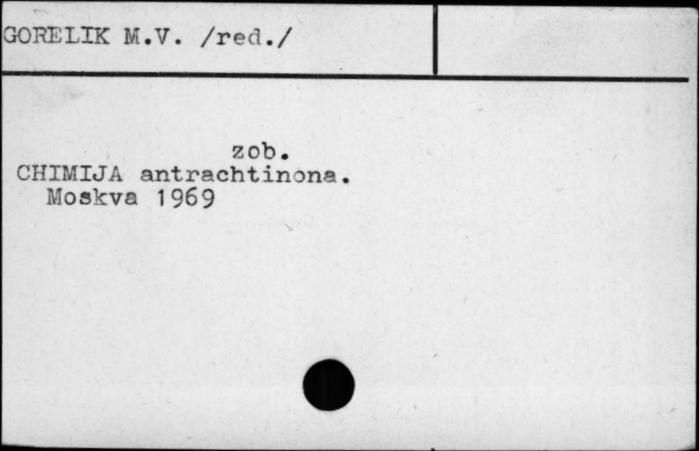 GORELIK M.V. /red./
zob.
CHIMIJA antrachtinona.
Moskva 1969